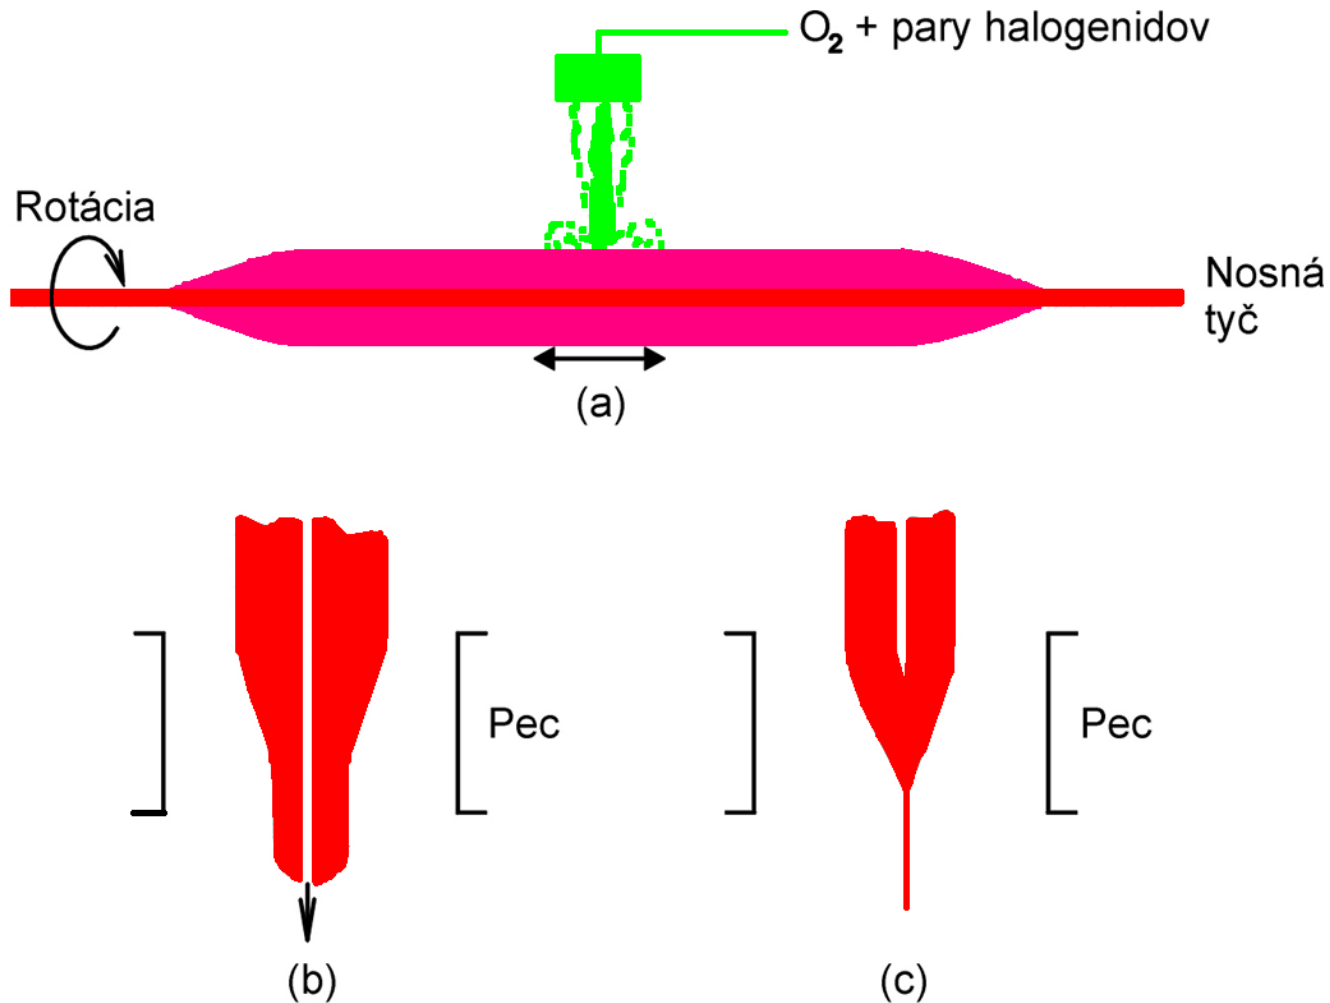 O₂ + pary halogenidov
Rotácia
Nosná
tyč
(a)
Pec
Pec
(b)
(c)